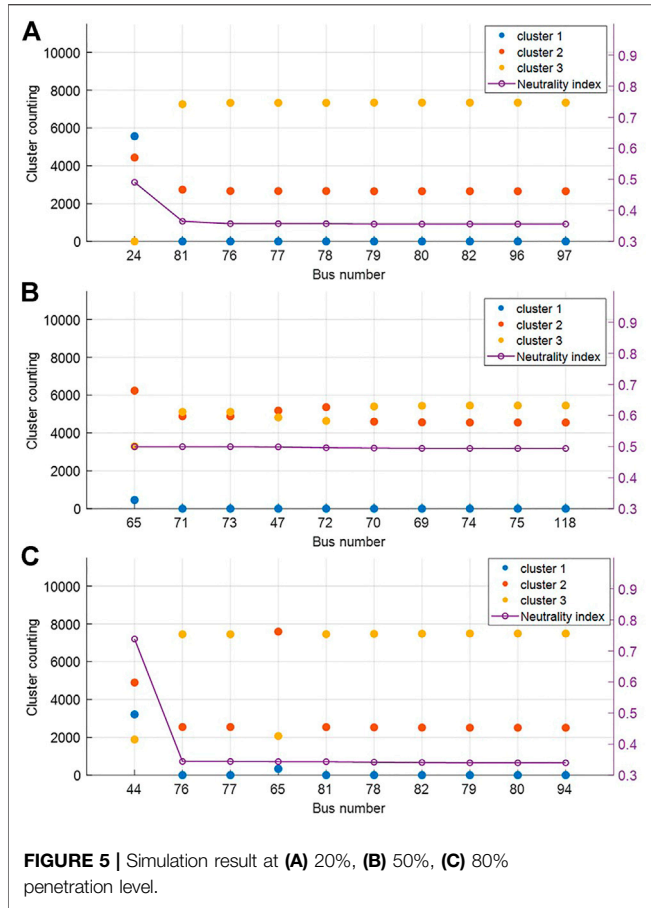 A
10000
8000
6000
4000
2000
0
Cluster counting
cluster 1
cluster 2
cluster 3
Neutrality index
0.9
0.8
0.7
0.6
0.5
0.4
0.3
24 81 76 77 78 79 80 82 96 97
Bus number
B
10000
8000
6000
4000
2000
0
Cluster counting
cluster 1
cluster 2
cluster 3
Neutrality index
0.9
0.8
0.7
0.6
0.5
0.4
0.3
65 71 73 47 72 70 69 74 75 118
Bus number
C
10000
8000
6000
4000
2000
0
Cluster counting
cluster 1
cluster 2
cluster 3
Neutrality index
0.9
0.8
0.7
0.6
0.5
0.4
0.3
44 76 77 65 81 78 82 79 80 94
Bus number
FIGURE 5 | Simulation result at (A) 20%, (B) 50%, (C) 80%
penetration level.